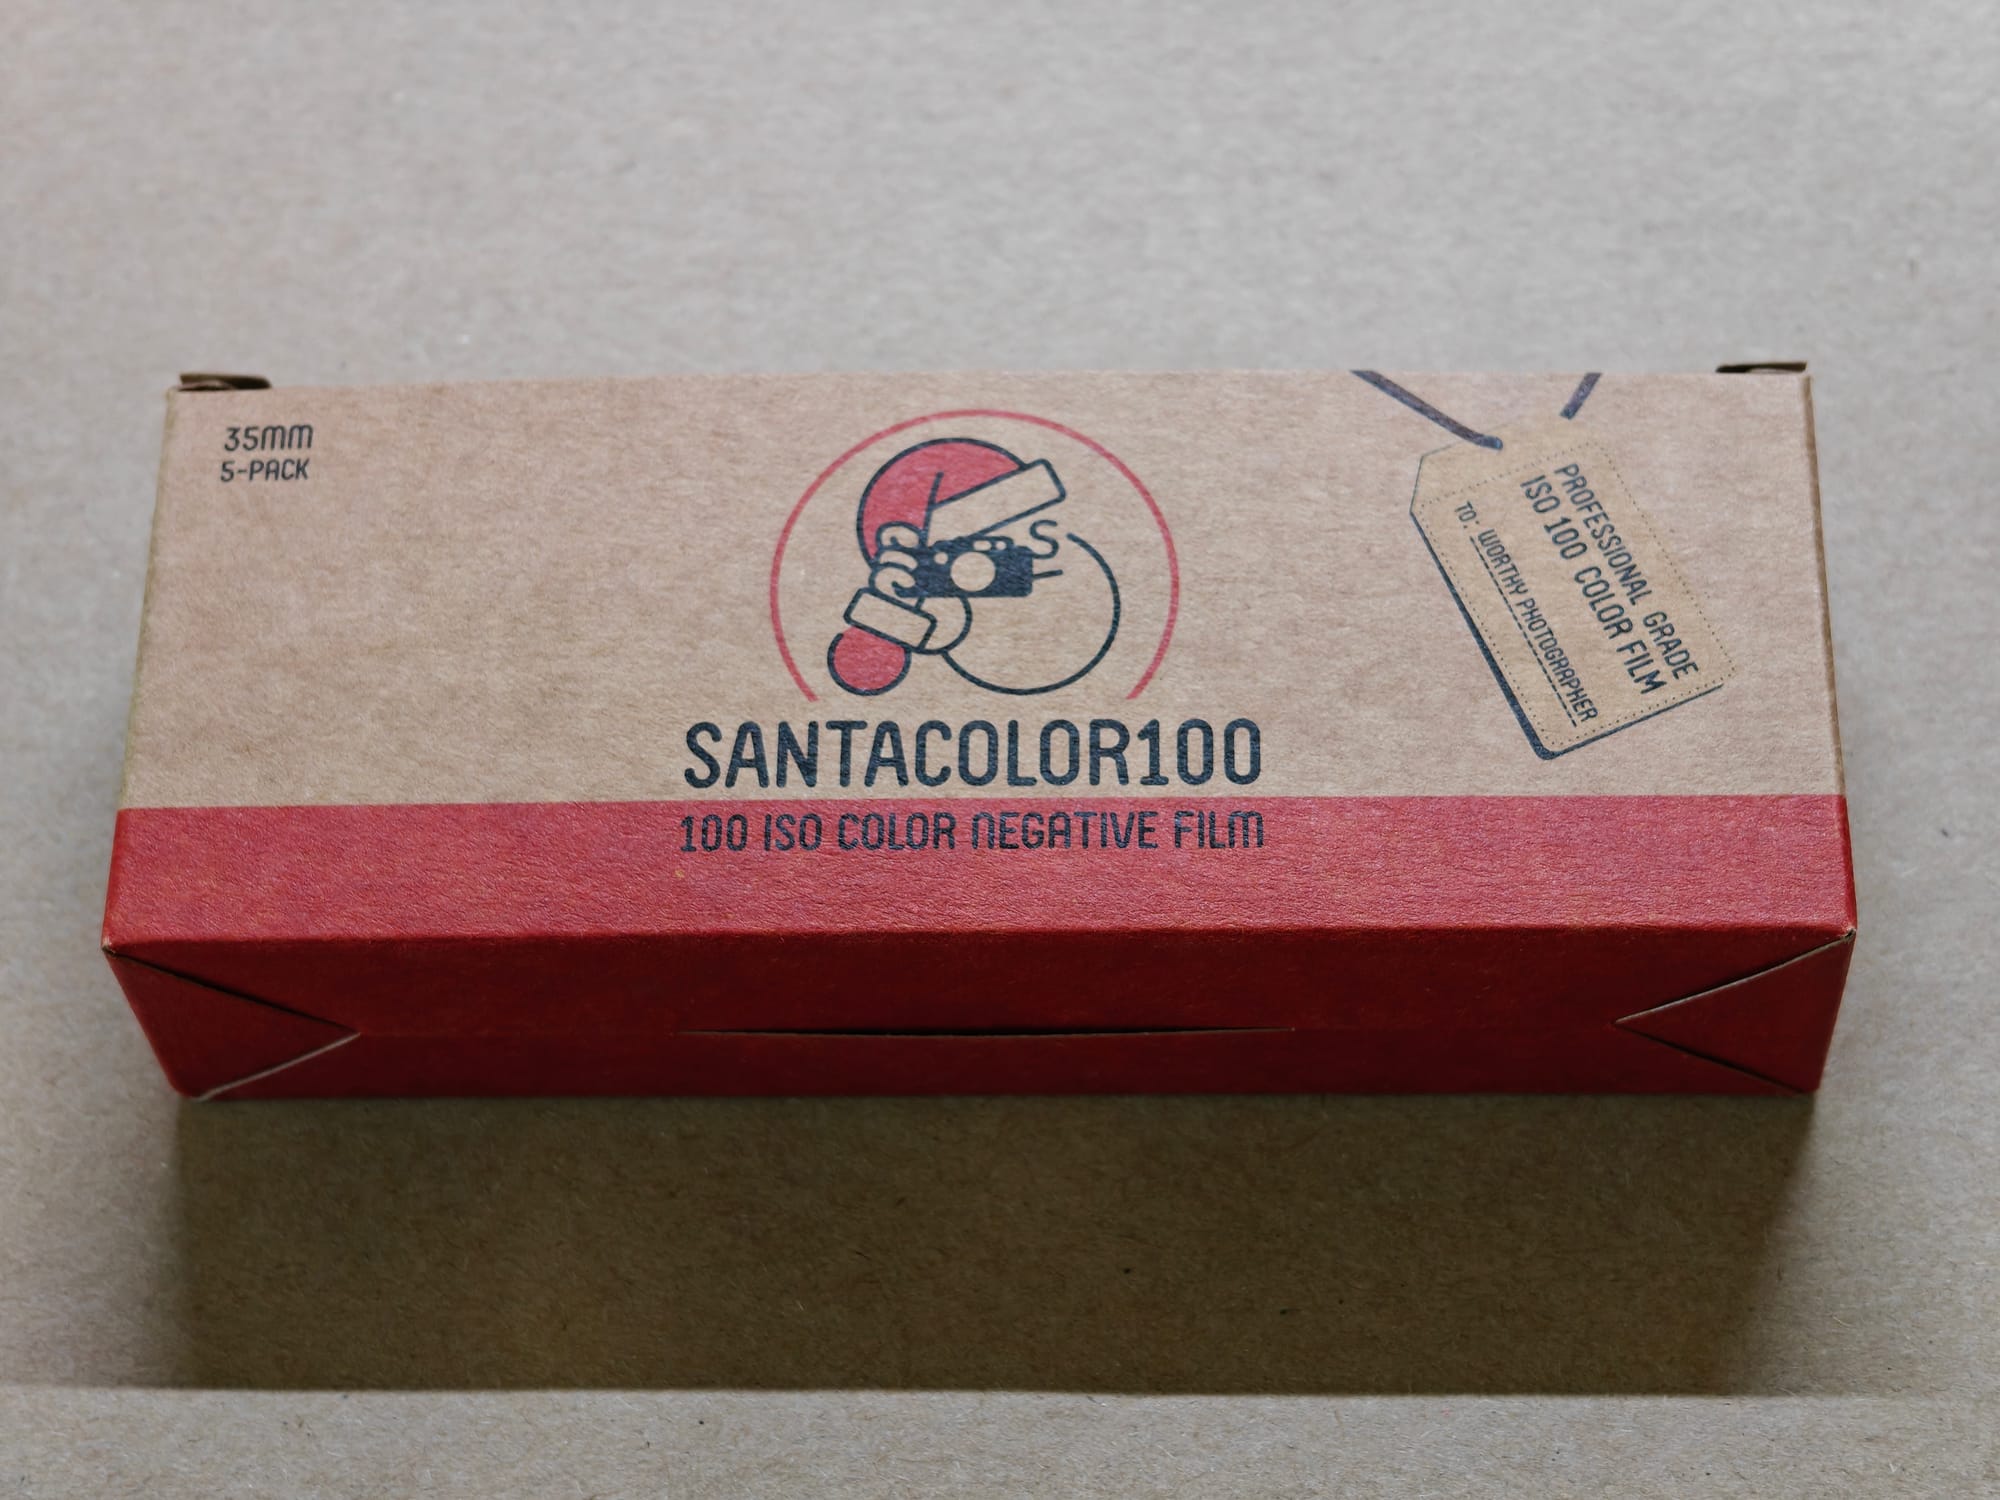 35MM
5-PACK
PROFESSIONAL GRADE
ISO 100 COLOR FILM
TO: WORTHY PHOTOGRAPHER
SANTACOLOR100
100 ISO COLOR NEGATIVE FILM